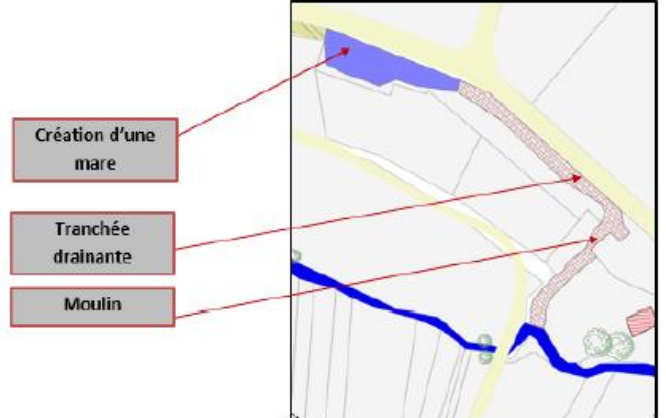 Création d'une
mare
Tranchée
drainante
Moulin